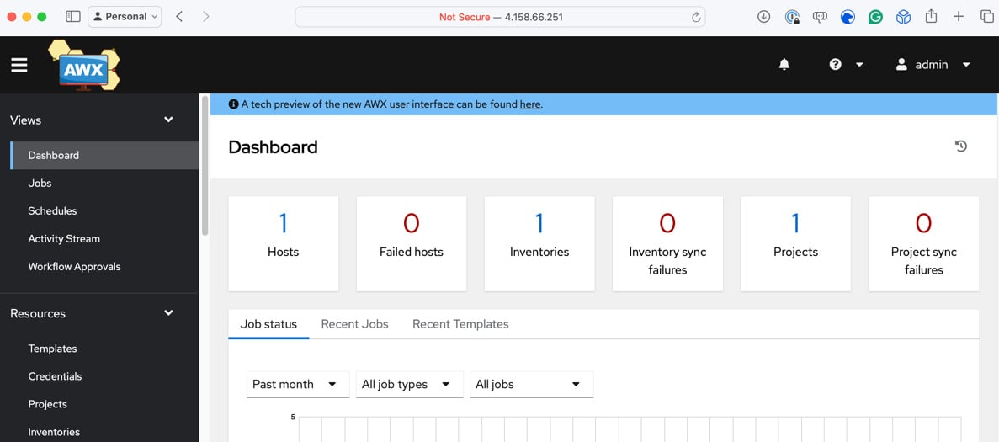 Personal
Not Secure — 4.158.66.251
AWX
admin
A tech preview of the new AWX user interface can be found here.
Views
Dashboard
Jobs
Schedules
Activity Stream
Workflow Approvals
Resources
Templates
Credentials
Projects
Inventories
Dashboard
1
Hosts
0
Failed hosts
1
Inventories
0
Inventory sync
failures
1
Projects
0
Project sync
failures
Job status Recent Jobs Recent Templates
Past month All job types All jobs
5